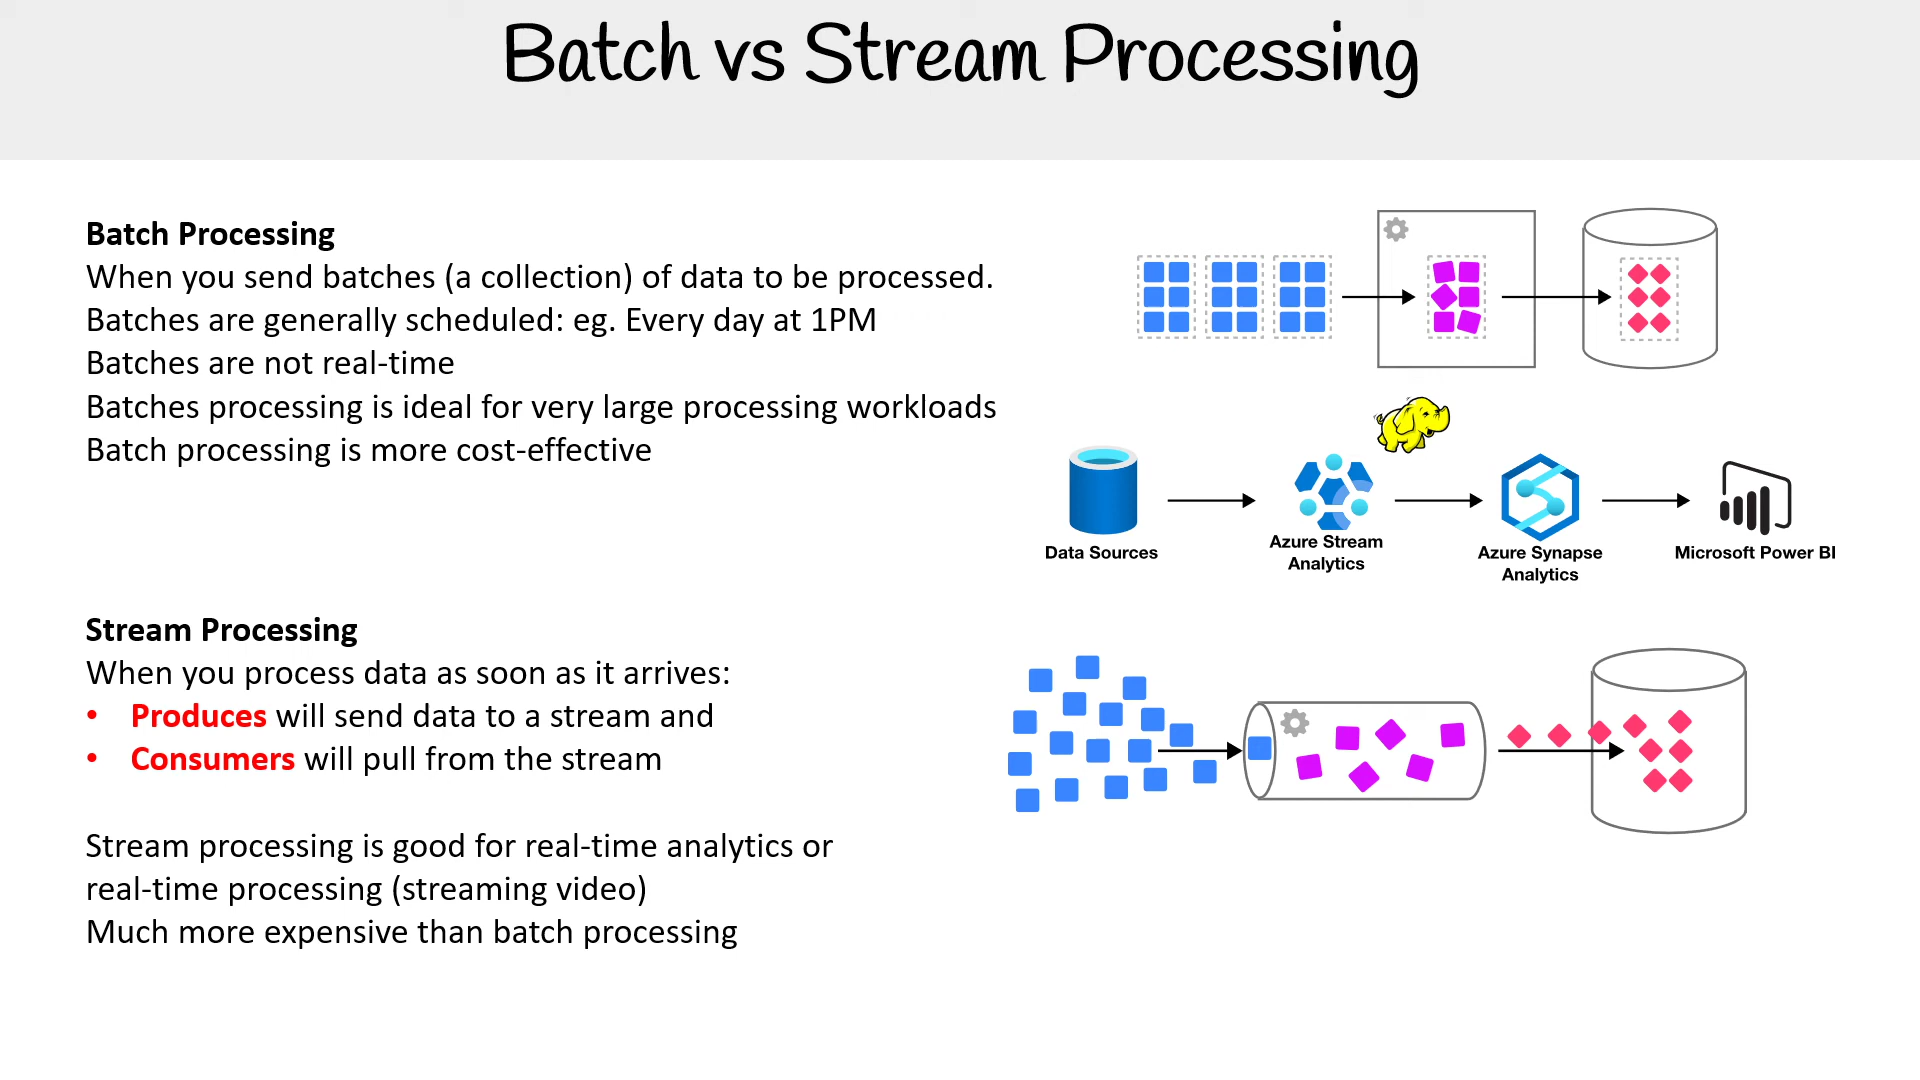 Batch vs Stream Processing
Batch Processing
When you send batches (a collection) of data to be processed.
Batches are generally scheduled: eg. Every day at 1PM
Batches are not real-time
Batches processing is ideal for very large processing workloads
Batch processing is more cost-effective
Data Sources
Azure Stream
Analytics
Azure Synapse
Analytics
Microsoft Power BI
Stream Processing
When you process data as soon as it arrives:
• Produces will send data to a stream and
• Consumers will pull from the stream
Stream processing is good for real-time analytics or
real-time processing (streaming video)
Much more expensive than batch processing